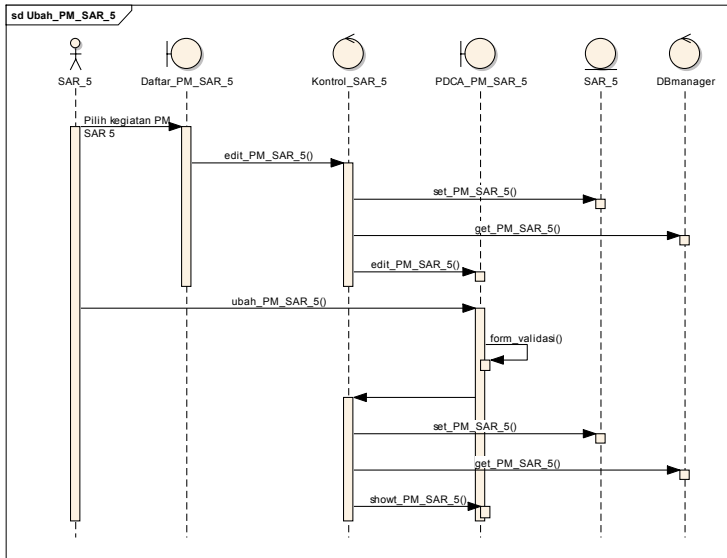 sd Ubah_PM_SAR_5
SAR_5
Daftar_PM_SAR_5
Kontrol_SAR_5
PDCA_PM_SAR_5
SAR_5
DBmanager
Pilih kegiatan PM
SAR 5
edit_PM_SAR_5()
set_PM_SAR_5()
get_PM_SAR_5()
edit_PM_SAR_5()
ubah_PM_SAR_5()
form_validasi()
set_PM_SAR_5()
get_PM_SAR_5()
showt_PM_SAR_5()